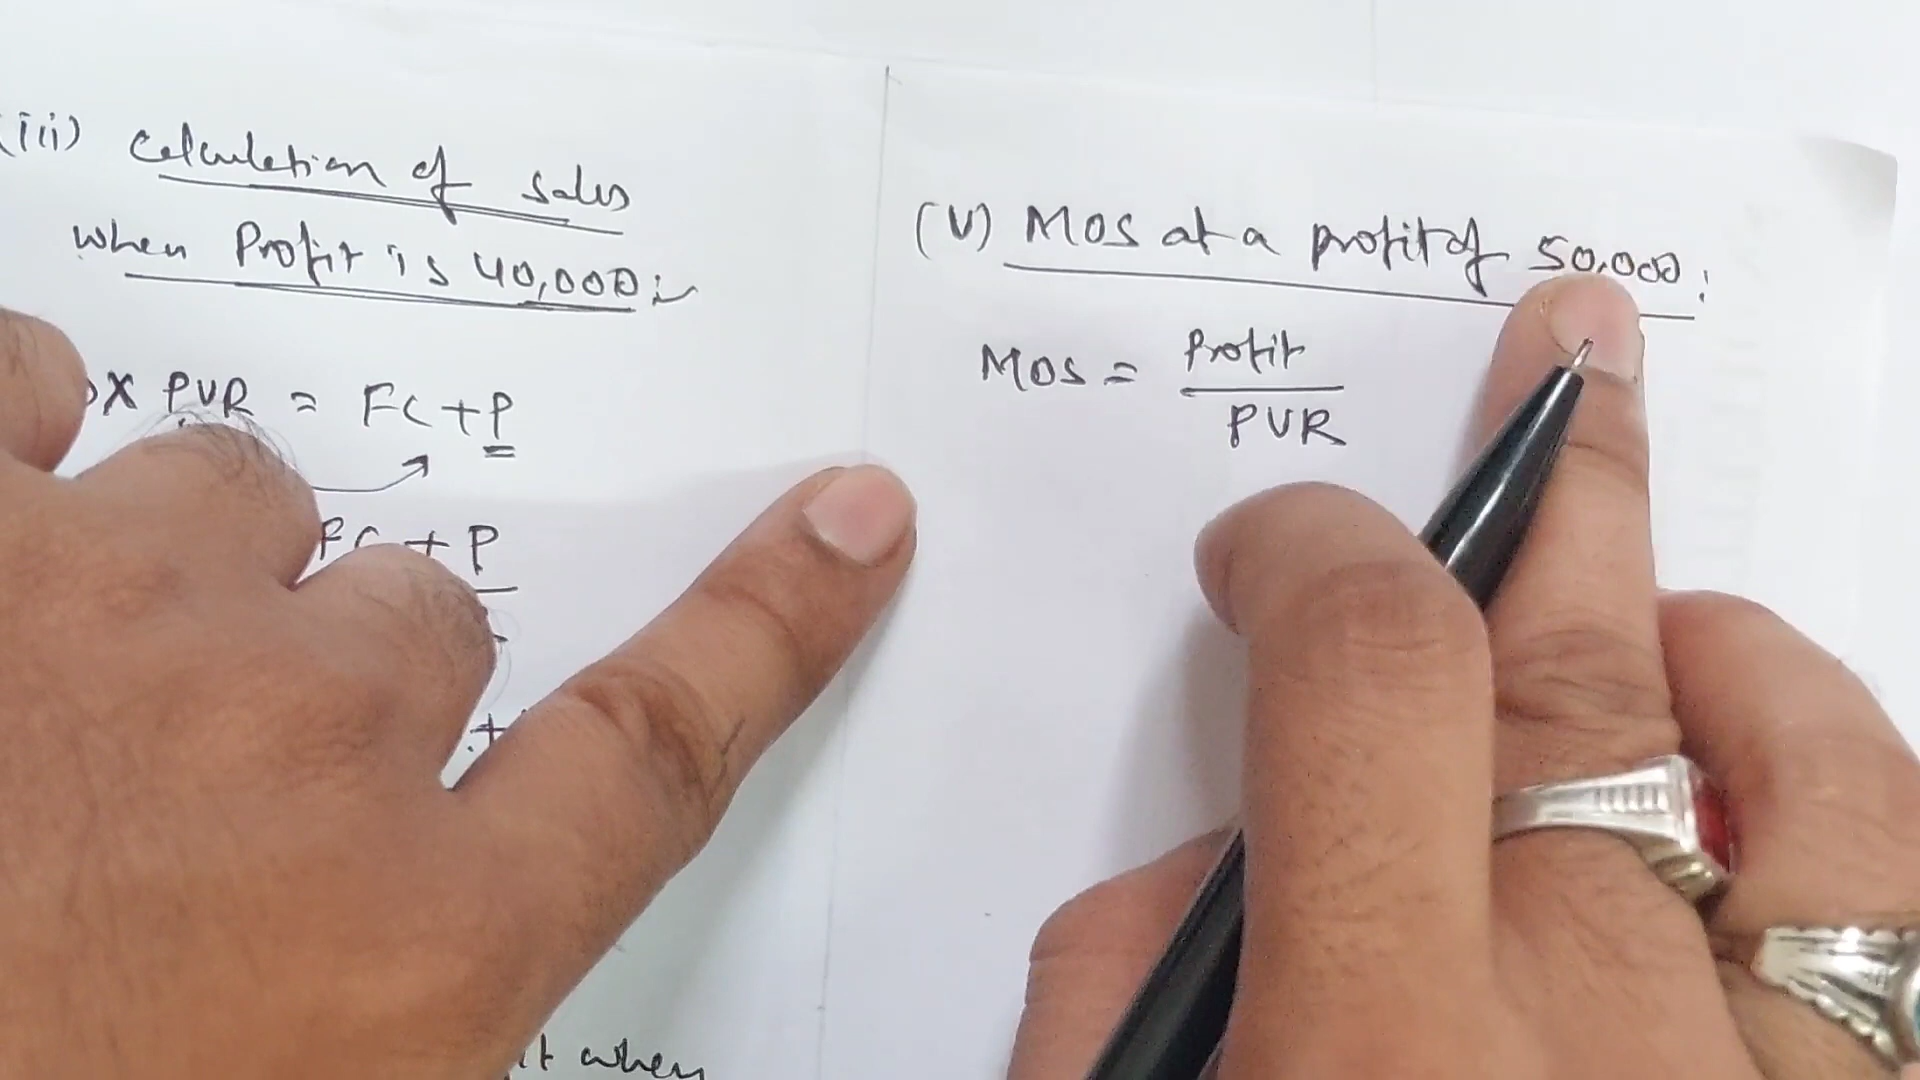 (iii) Calculation of sales
when Profit is 40,000:
X PVR = FC + P
FC + P
+
it when
(V) MOS at a profit of 50,000:
MOS = Profit
PVR